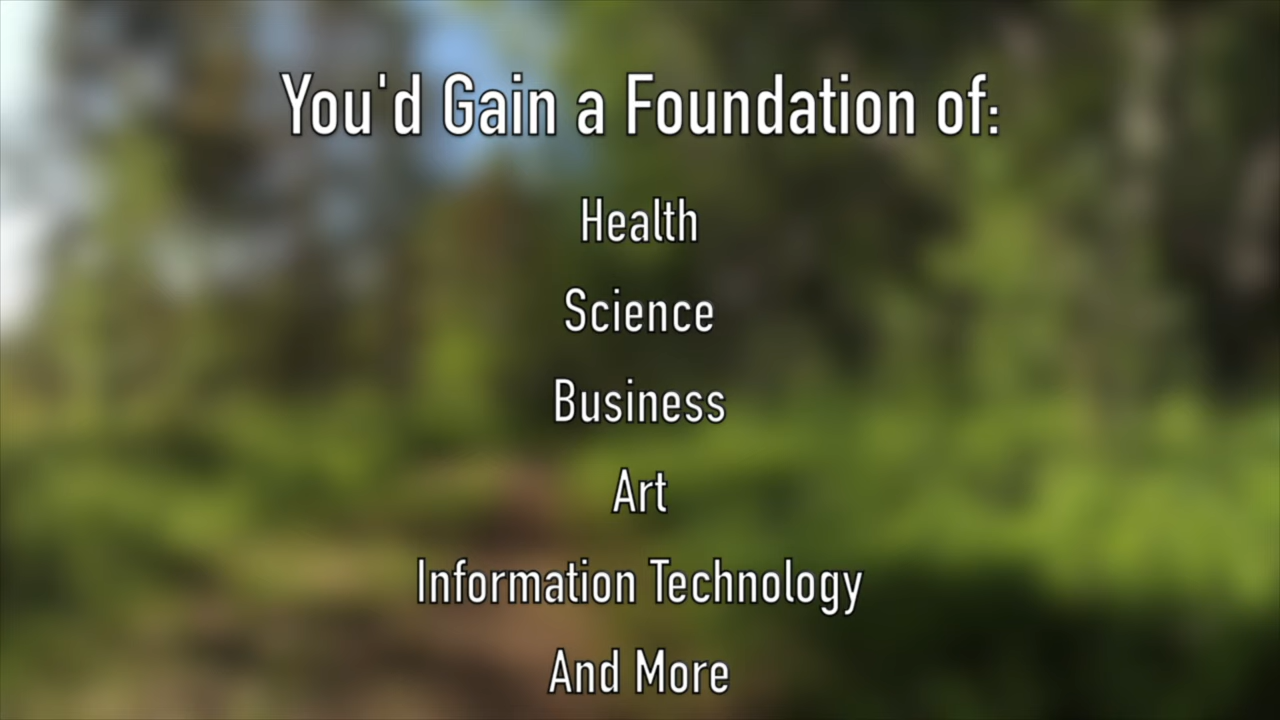 You'd Gain a Foundation of:
Health
Science
Business
Art
Information Technology
And More